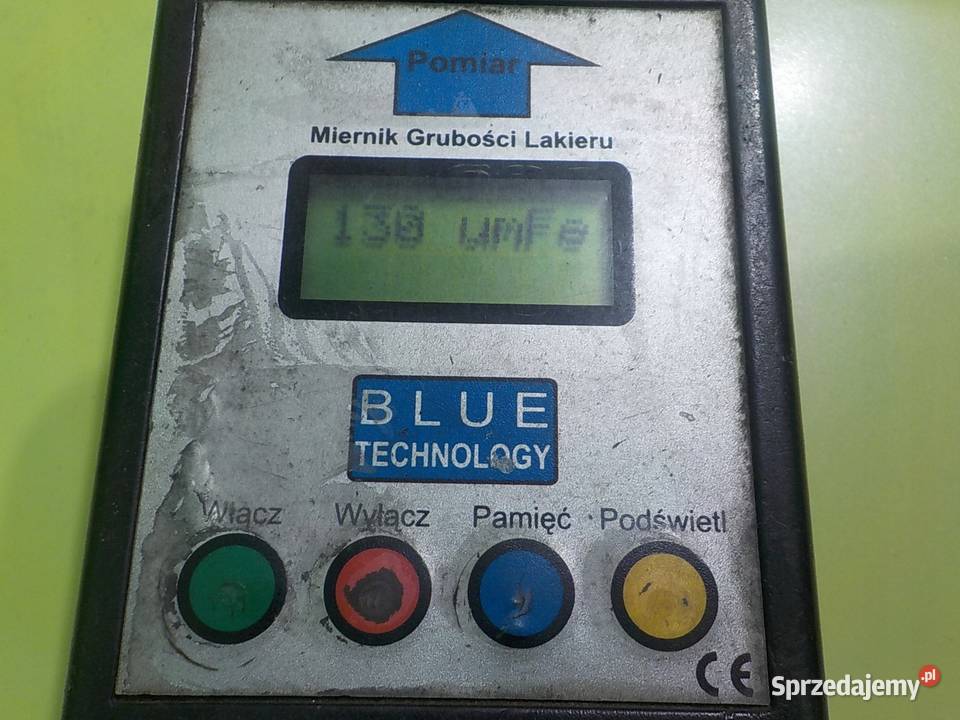 Pomiar
Miernik Grubości Lakieru
130 umFe
BLUE
TECHNOLOGY
Włącz Wyłącz Pamięć Podświetl
CE
Sprzedajemy.pl